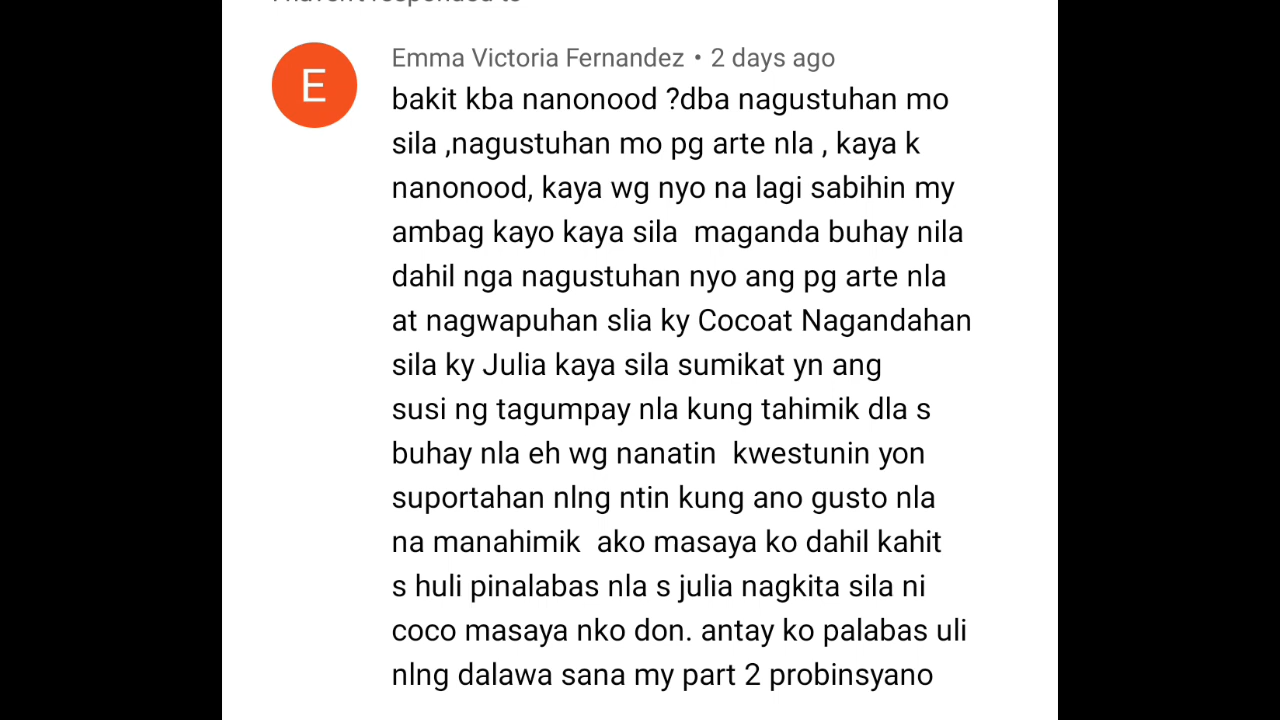 E
Emma Victoria Fernandez • 2 days ago
bakit kba nanonood ?dba nagustuhan mo
sila ,nagustuhan mo pg arte nla , kaya k
nanonood, kaya wg nyo na lagi sabihin my
ambag kayo kaya sila  maganda buhay nila
dahil nga nagustuhan nyo ang pg arte nla
at nagwapuhan slia ky Cocoat Nagandahan
sila ky Julia kaya sila sumikat yn ang
susi ng tagumpay nla kung tahimik dla s
buhay nla eh wg nanatin  kwestunin yon
suportahan nlng ntin kung ano gusto nla
na manahimik  ako masaya ko dahil kahit
s huli pinalabas nla s julia nagkita sila ni
coco masaya nko don. antay ko palabas uli
nlng dalawa sana my part 2 probinsyano